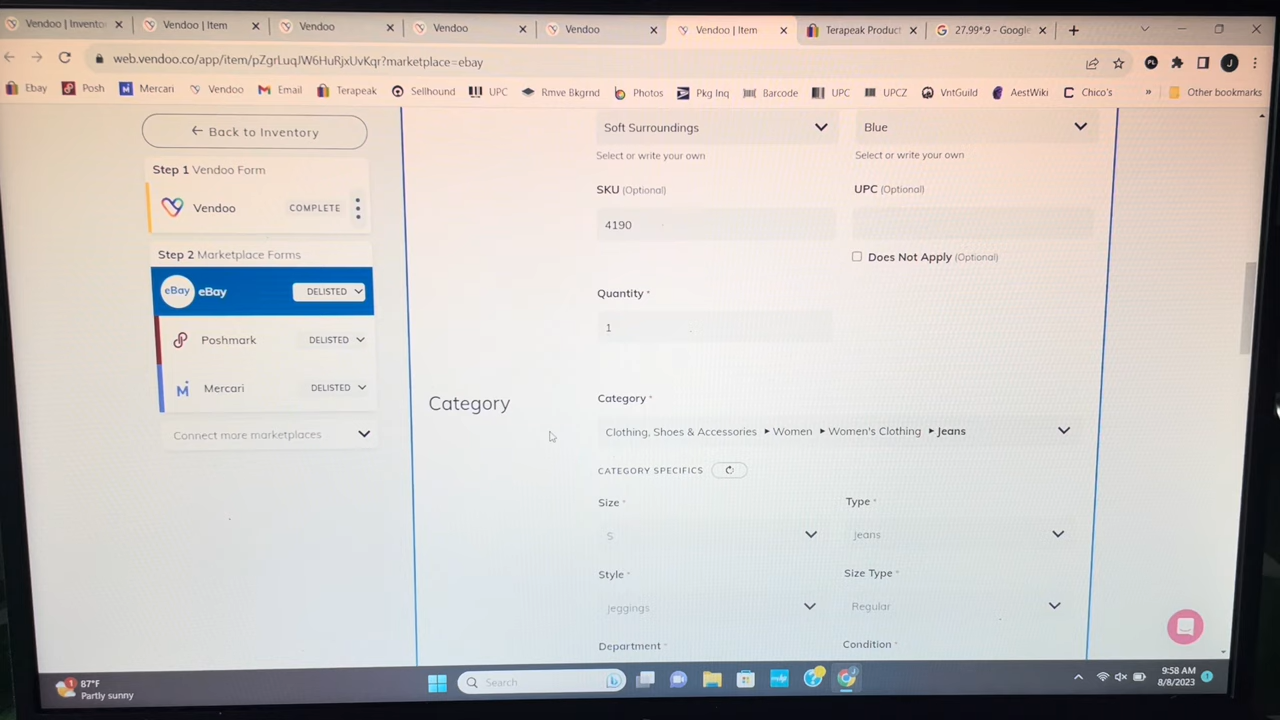 Vendoo | Invento
Vendoo | Item
Vendoo
Vendoo
Vendoo
Vendoo | Item
Terapeak Product
27.99*.9 - Google
web.vendoo.co/app/item/pZgrLuqJW6HuRjxUvKqr?marketplace=ebay
PL
J
Ebay
Posh
Mercari
Vendoo
Email
Terapeak
Sellhound
UPC
Rmve Bkgrnd
Photos
Pkg Inq
Barcode
UPC
UPCZ
VntGuild
AestWiki
Chico's
»
Other bookmarks
← Back to Inventory
Step 1 Vendoo Form
Vendoo COMPLETE
Step 2 Marketplace Forms
eBay eBay DELISTED
Poshmark DELISTED
Mercari DELISTED
Connect more marketplaces
Soft Surroundings
Blue
Select or write your own
Select or write your own
SKU (Optional)
UPC (Optional)
4190
Does Not Apply (Optional)
Quantity *
1
Category
Category *
Clothing, Shoes & Accessories ▸ Women ▸ Women's Clothing ▸ Jeans
CATEGORY SPECIFICS
Size *
Type *
S
Jeans
Style *
Size Type *
Jeggings
Regular
Department *
Condition *
1
87°F
Partly sunny
Search
9:58 AM
8/8/2023
1